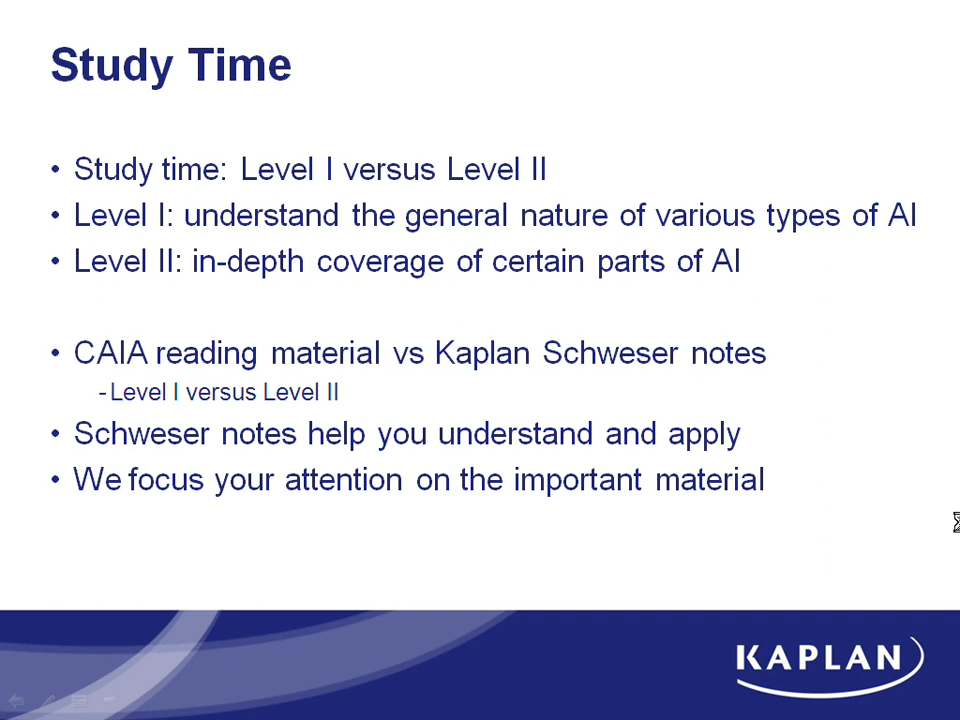 Study Time
• Study time: Level I versus Level II
• Level I: understand the general nature of various types of AI
• Level II: in-depth coverage of certain parts of AI
• CAIA reading material vs Kaplan Schweser notes
- Level I versus Level II
• Schweser notes help you understand and apply
• We focus your attention on the important material
KAPLAN